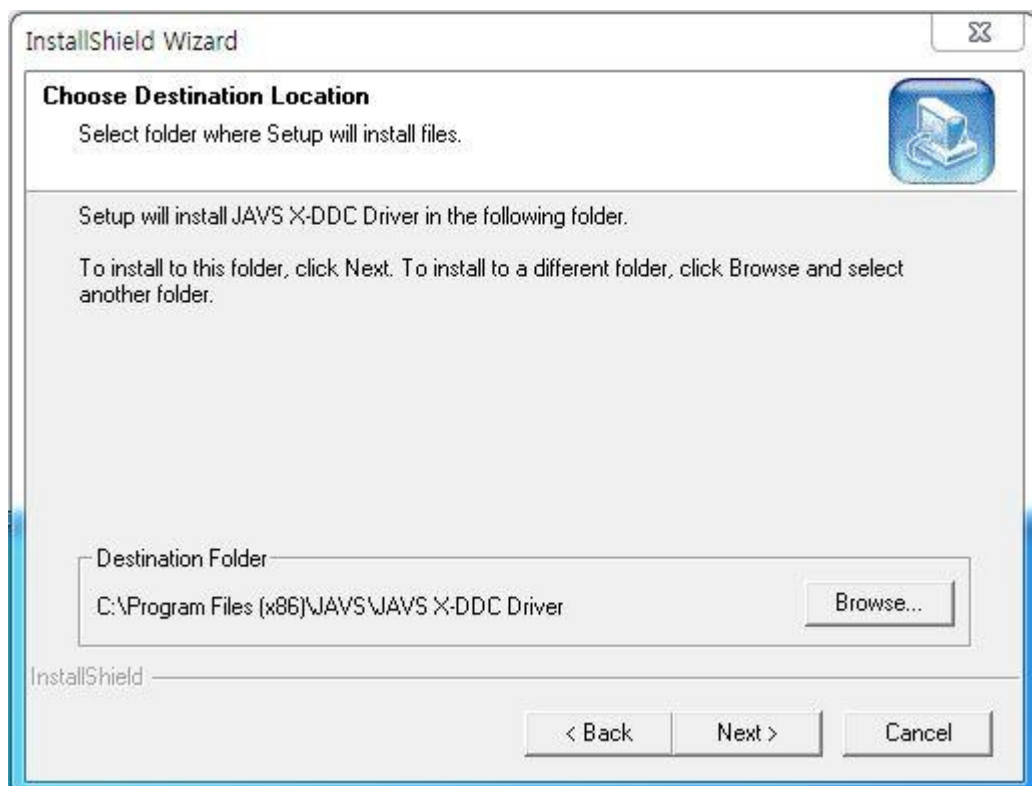 InstallShield Wizard
Choose Destination Location
Select folder where Setup will install files.
Setup will install JAVS X-DDC Driver in the following folder.
To install to this folder, click Next. To install to a different folder, click Browse and select
another folder.
Destination Folder
C:\Program Files (x86)\JAVS\JAVS X-DDC Driver
Browse...
InstallShield
< Back
Next >
Cancel